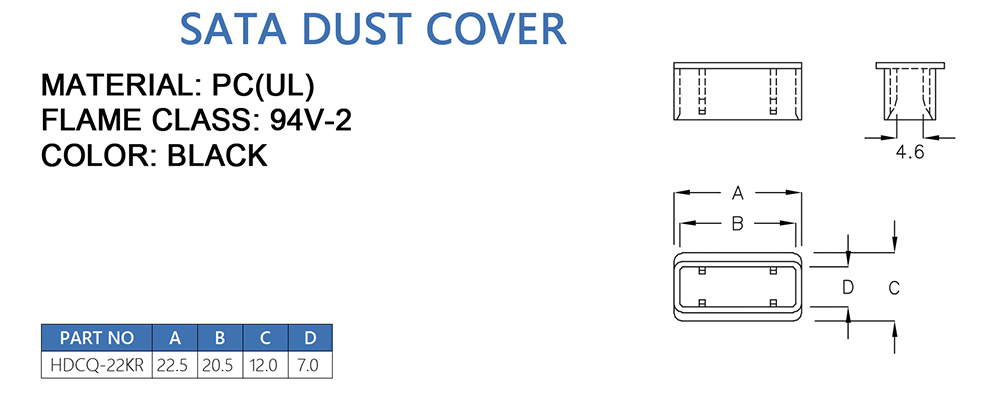 SATA DUST COVER
MATERIAL: PC(UL)
FLAME CLASS: 94V-2
COLOR: BLACK
4.6
A
B
D C
PART NO A B C D
HDCQ-22KR 22.5 20.5 12.0 7.0